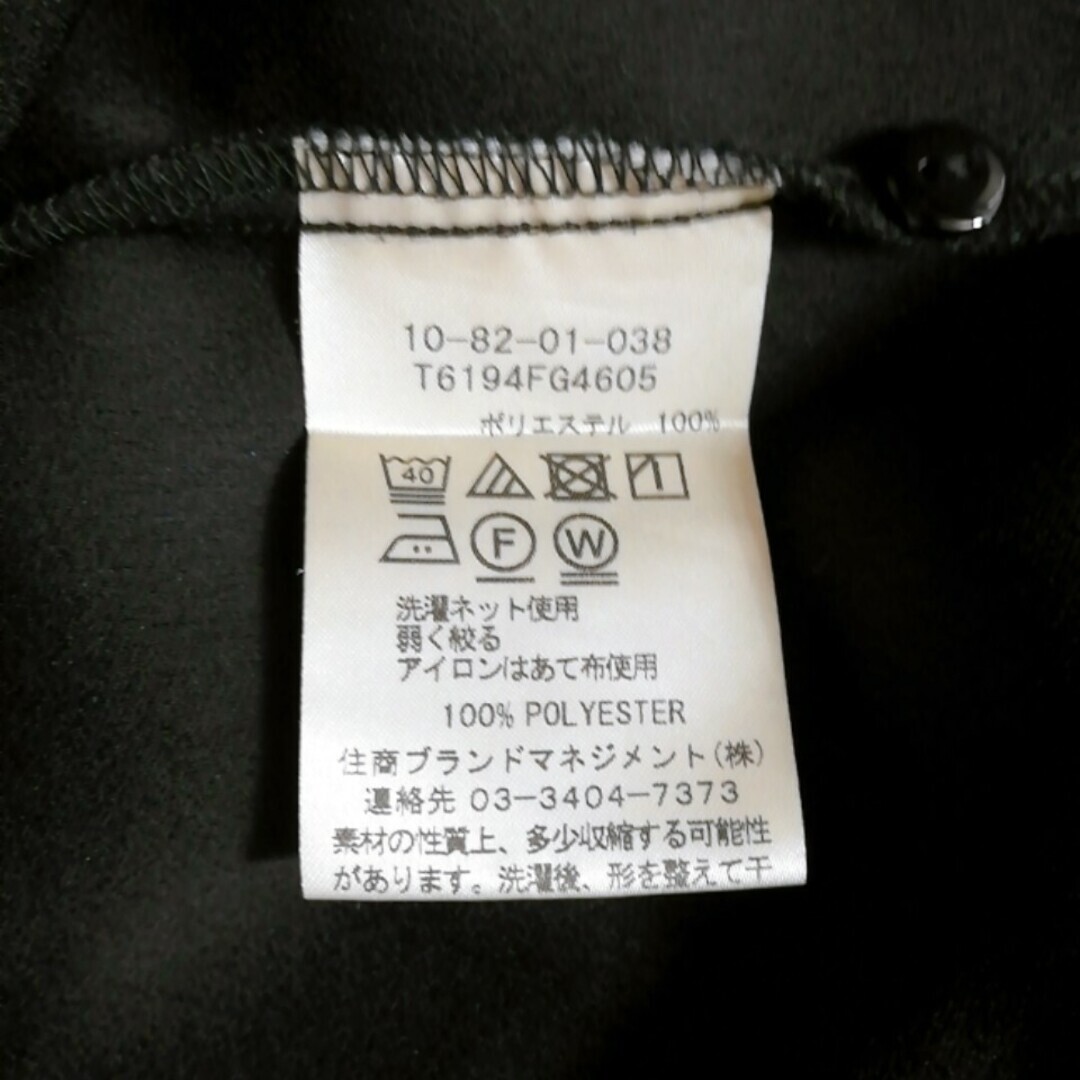 10-82-01-038
T6194FG4605
ポリエステル 100%
40
F W
洗濯ネット使用
弱く絞る
アイロンはあて布使用
100% POLYESTER
住商ブランドマネジメント(株)
連絡先 03-3404-7373
素材の性質上、多少収縮する可能性
があります。洗濯後、形を整えて干